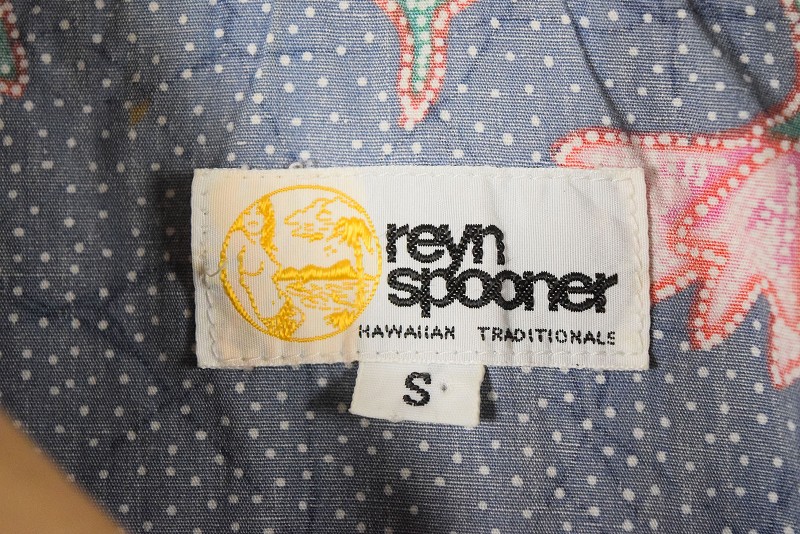 reyn
spooner
HAWAIIAN TRADITIONALS
S